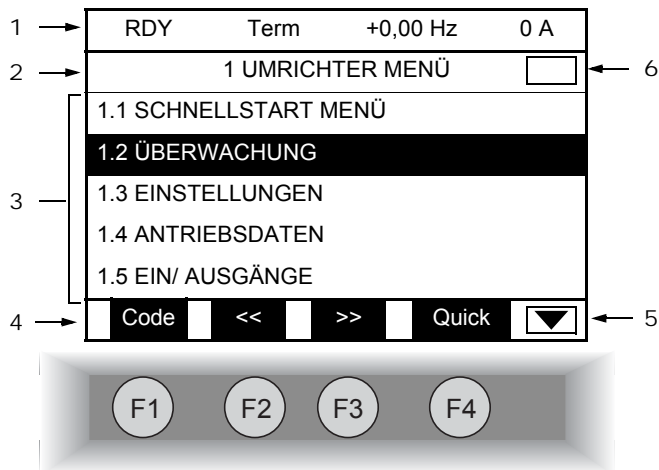 1 RDY Term +0,00 Hz 0 A
2 1 UMRICHTER MENÜ 6
1.1 SCHNELLSTART MENÜ
1.2 ÜBERWACHUNG
3 1.3 EINSTELLUNGEN
1.4 ANTRIEBSDATEN
1.5 EIN/ AUSGÄNGE
4 Code << >> Quick 5
F1 F2 F3 F4